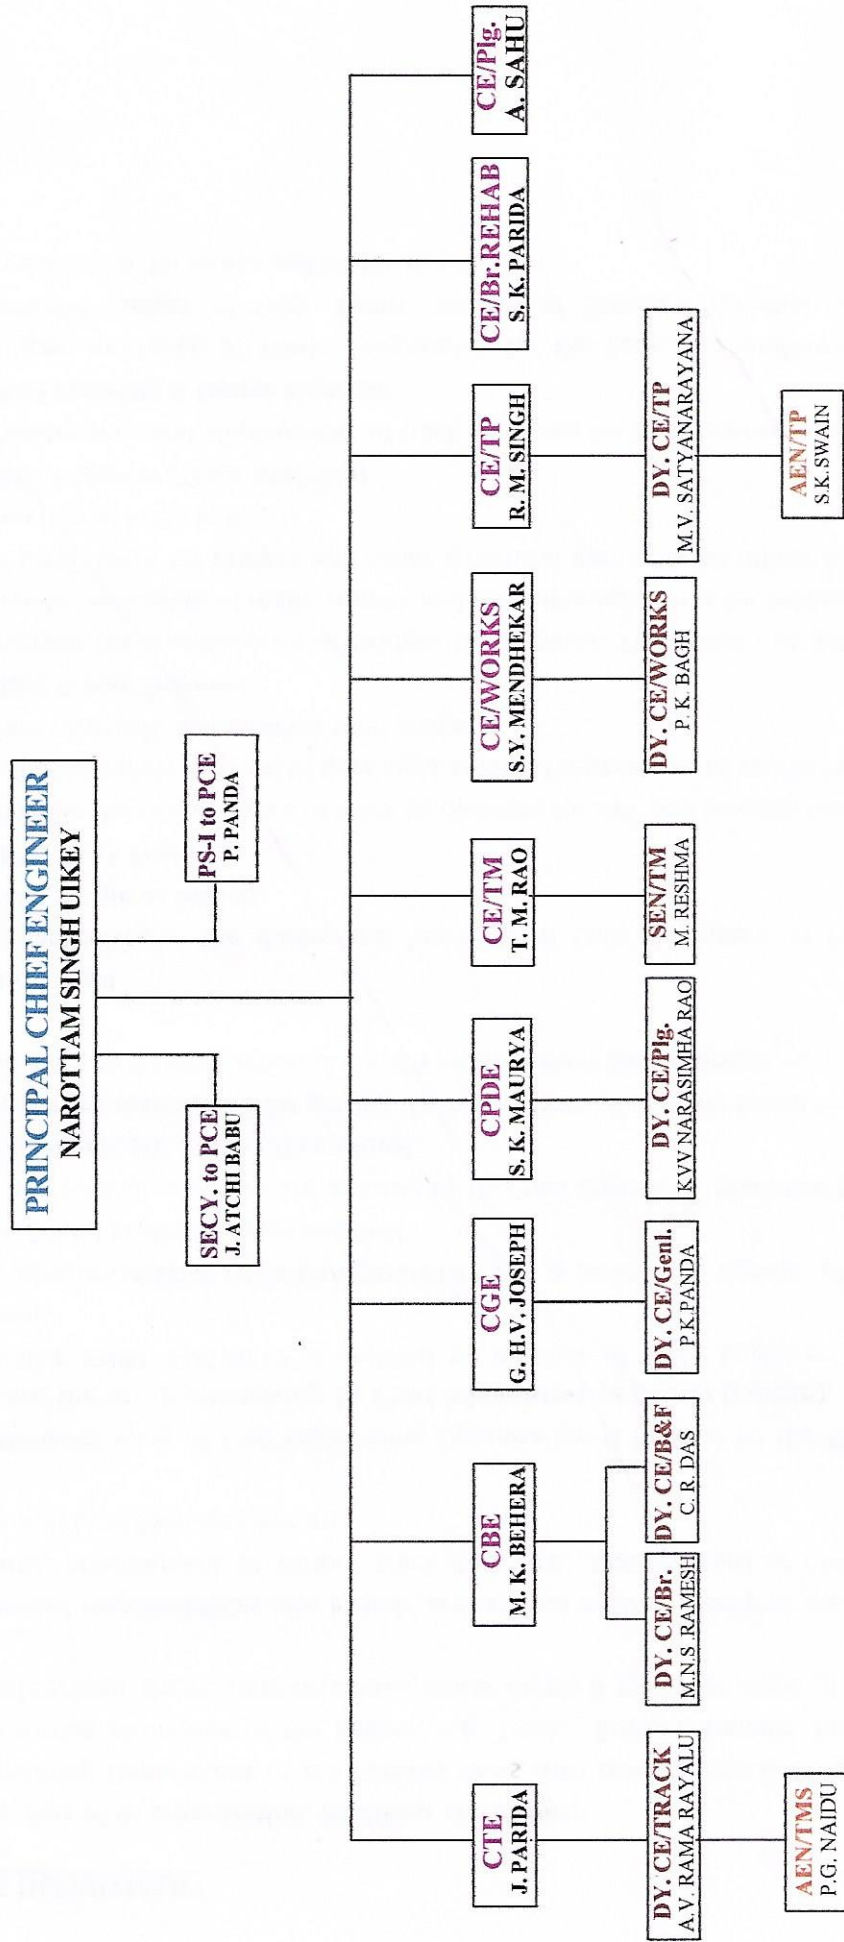 PRINCIPAL CHIEF ENGINEER
NAROTTAM SINGH UIKEY
SECY. to PCE
J. ATCHI BABU
PS-I to PCE
P. PANDA
CTE
J. PARIDA
CBE
M. K. BEHERA
CGE
G. H.V. JOSEPH
CPDE
S. K. MAURYA
CE/TM
T. M. RAO
CE/WORKS
S.Y. MENDHEKAR
CE/TP
R. M. SINGH
CE/Br.REHAB
S. K. PARIDA
CE/Plg.
A. SAHU
DY. CE/TRACK
A.V. RAMA RAYALU
DY. CE/Br.
M.N.S .RAMESH
DY. CE/B&F
C. R. DAS
DY. CE/Genl.
P.K.PANDA
DY. CE/Plg.
KVV NARASIMHA RAO
SEN/TM
M. RESHMA
DY. CE/WORKS
P. K. BAGH
DY. CE/TP
M.V. SATYANARAYANA
AEN/TMS
P.G. NAIDU
AEN/TP
S.K.SWAIN